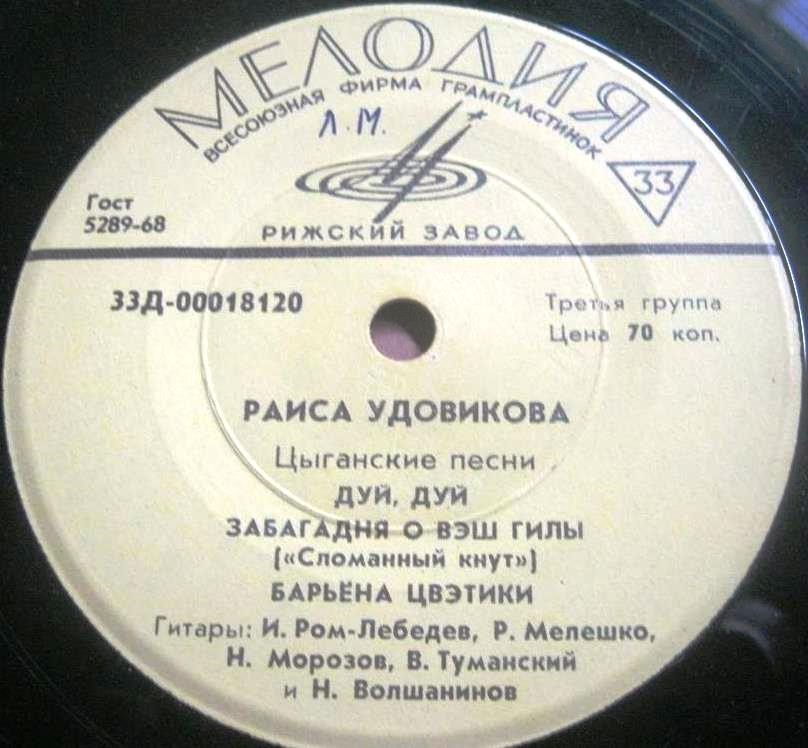 МЕЛОДИЯ
ВСЕСОЮЗНАЯ ФИРМА ГРАМПЛАСТИНОК
Л.М.
33
Гост
5289-68
РИЖСКИЙ ЗАВОД
33Д-00018120
Третья группа
Цена 70 коп.
РАИСА УДОВИКОВА
Цыганские песни
ДУЙ, ДУЙ
ЗАБАГАДНЯ О ВЭШ ГИЛЫ
(«Сломанный кнут»)
БАРЬЁНА ЦВЭТИКИ
Гитары: И. Ром-Лебедев, Р. Мелешко,
Н. Морозов, В. Туманский
и Н. Волшанинов